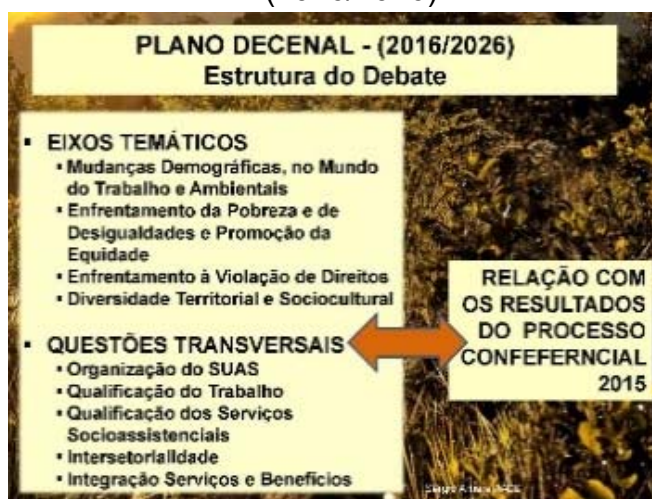 PLANO DECENAL - (2016/2026)
Estrutura do Debate
▪ EIXOS TEMÁTICOS
▪ Mudanças Demográficas, no Mundo
do Trabalho e Ambientais
▪ Enfrentamento da Pobreza e de
Desigualdades e Promoção da
Equidade
▪ Enfrentamento à Violação de Direitos
▪ Diversidade Territorial e Sociocultural
▪ QUESTÕES TRANSVERSAIS
▪ Organização do SUAS
▪ Qualificação do Trabalho
▪ Qualificação dos Serviços
Socioassistenciais
▪ Intersetorialidade
▪ Integração Serviços e Benefícios
RELAÇÃO COM
OS RESULTADOS
DO PROCESSO
CONFEFERNCIAL
2015